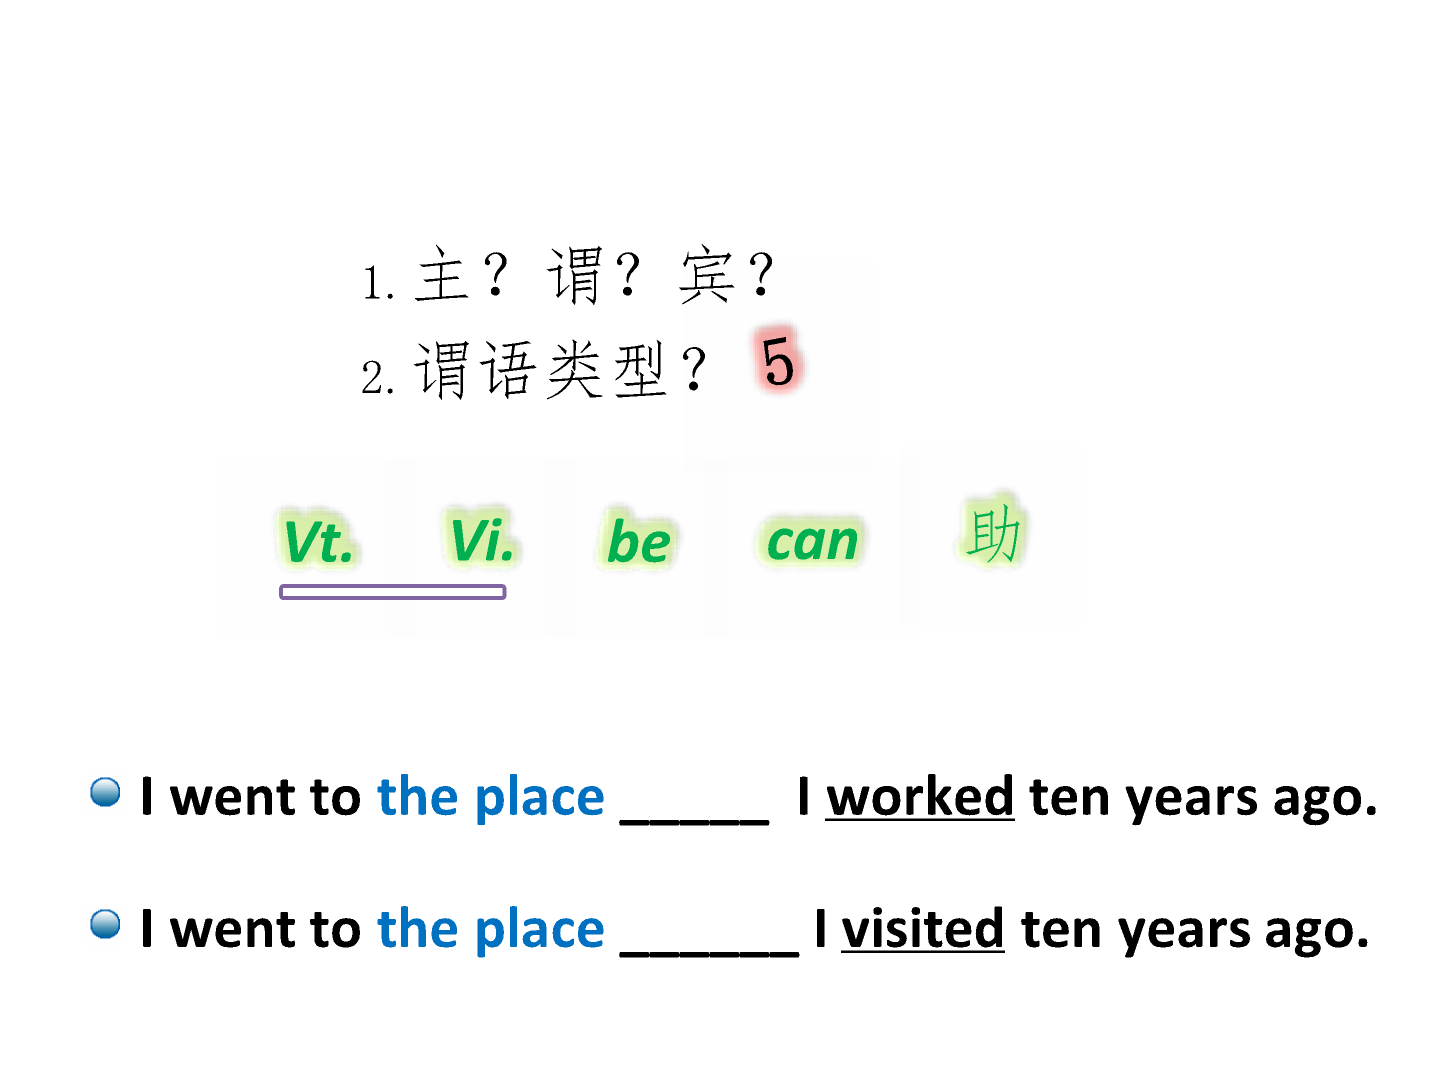 1. 主？谓？宾？
2. 谓语类型？ 5
Vt. Vi. be can 助
I went to the place _____ I worked ten years ago.
I went to the place ______ I visited ten years ago.